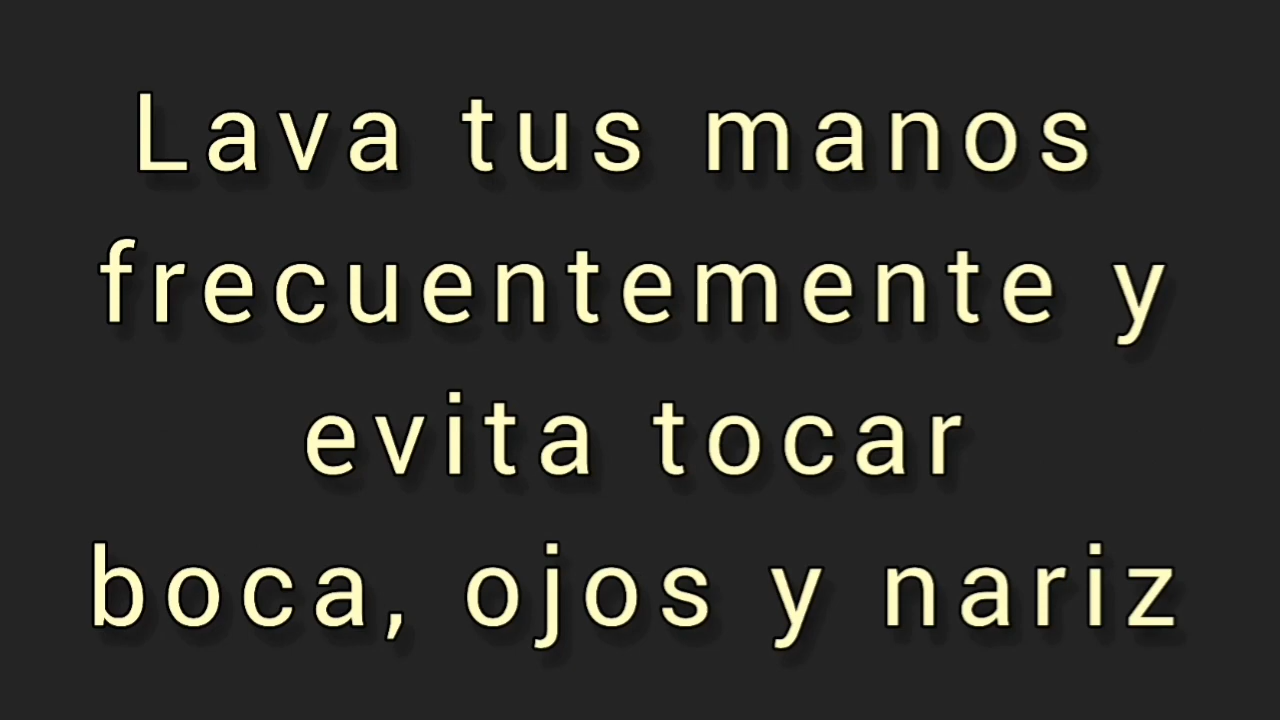 Lava tus manos
frecuentemente y
evita tocar
boca, ojos y nariz